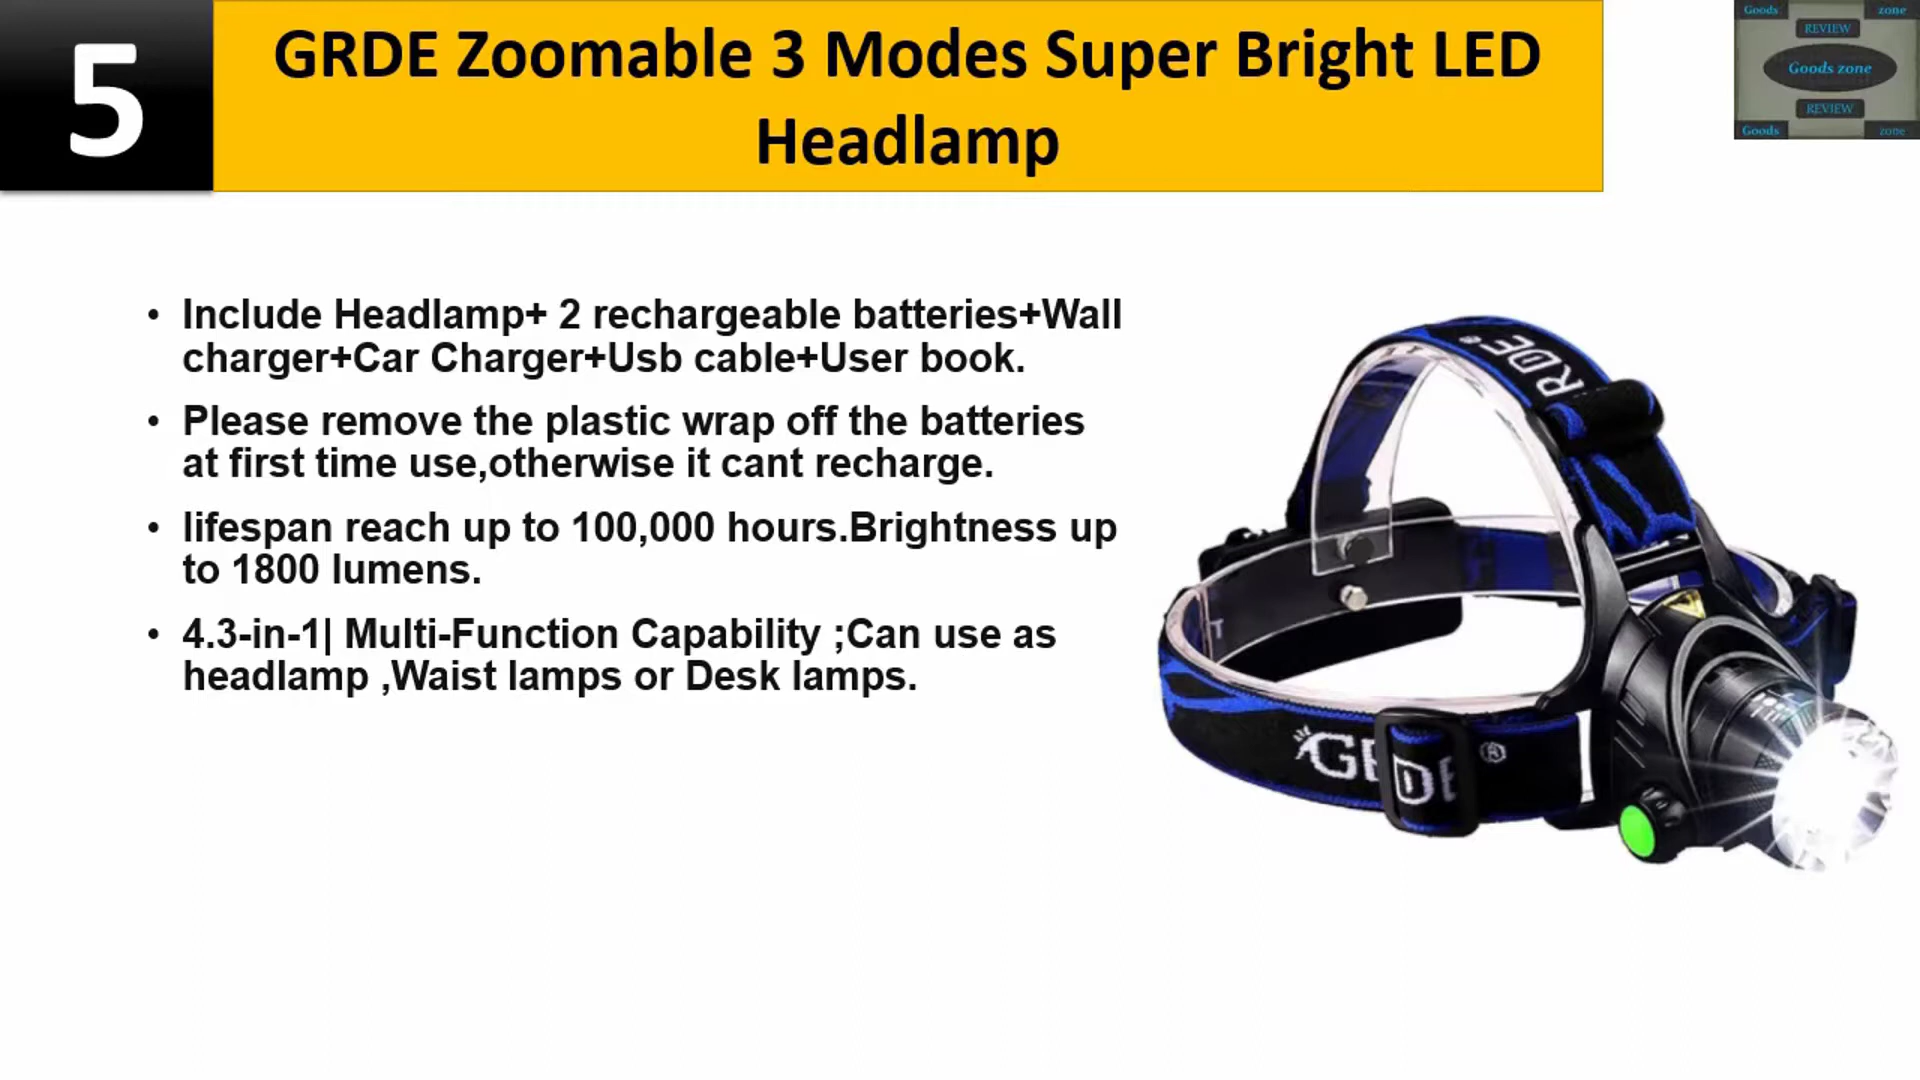 5
GRDE Zoomable 3 Modes Super Bright LED
Headlamp
Goods zone
REVIEW
Goods zone
REVIEW
Goods zone
• Include Headlamp+ 2 rechargeable batteries+Wall
charger+Car Charger+Usb cable+User book.
• Please remove the plastic wrap off the batteries
at first time use,otherwise it cant recharge.
• lifespan reach up to 100,000 hours.Brightness up
to 1800 lumens.
• 4.3-in-1| Multi-Function Capability ;Can use as
headlamp ,Waist lamps or Desk lamps.
RDE®
GRDE ®